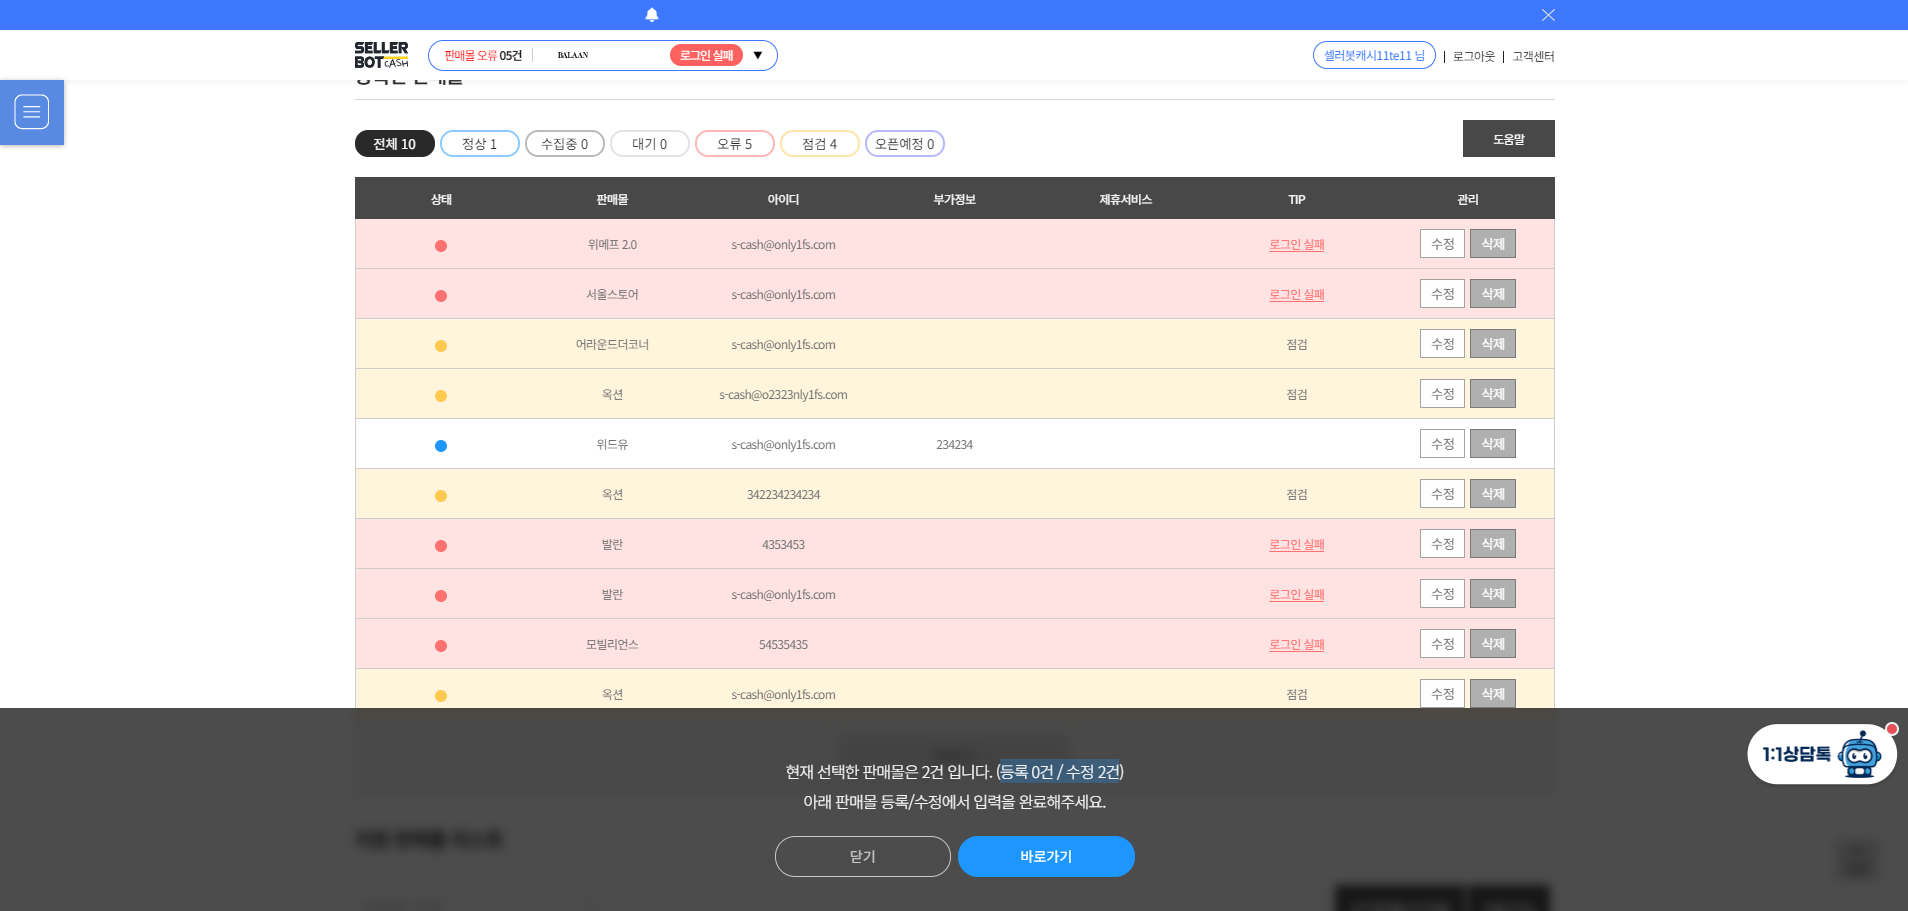 SELLER
BOT CASH
판매몰 오류 05건
BALAAN
로그인 실패 ▼
셀러봇캐시11te11 님
로그아웃
고객센터
등록된 판매몰
전체 10
정상 1
수집중 0
대기 0
오류 5
점검 4
오픈예정 0
도움말
상태 판매몰 아이디 부가정보 제휴서비스 TIP 관리
위메프 2.0 s-cash@only1fs.com 로그인 실패 수정 삭제
서울스토어 s-cash@only1fs.com 로그인 실패 수정 삭제
어라운드더코너 s-cash@only1fs.com 점검 수정 삭제
옥션 s-cash@o2323nly1fs.com 점검 수정 삭제
위드유 s-cash@only1fs.com 234234 수정 삭제
옥션 342234234234 점검 수정 삭제
발란 4353453 로그인 실패 수정 삭제
발란 s-cash@only1fs.com 로그인 실패 수정 삭제
모빌리언스 54535435 로그인 실패 수정 삭제
옥션 s-cash@only1fs.com 점검 수정 삭제
현재 선택한 판매몰은 2건 입니다. (등록 0건 / 수정 2건)
아래 판매몰 등록/수정에서 입력을 완료해주세요.
닫기
바로가기
1:1상담톡